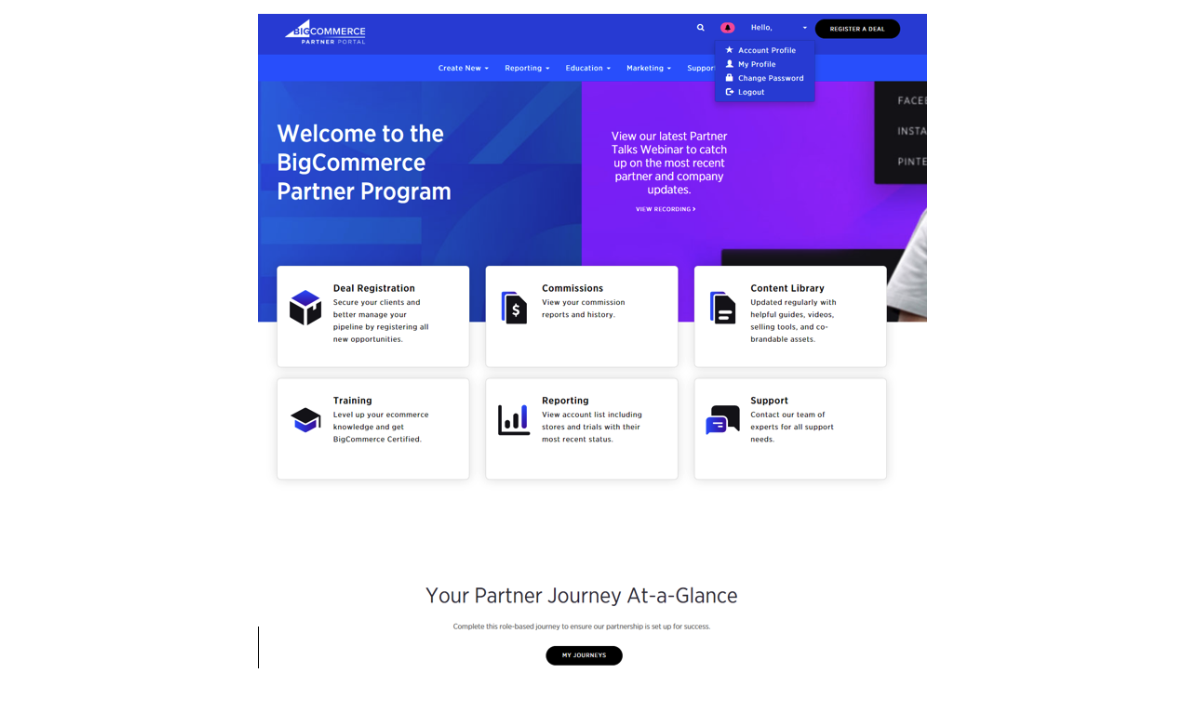 BIGCOMMERCE
PARTNER PORTAL
Hello,
REGISTER A DEAL
Account Profile
My Profile
Change Password
Logout
Create New
Reporting
Education
Marketing
Support
Welcome to the
BigCommerce
Partner Program
View our latest Partner
Talks Webinar to catch
up on the most recent
partner and company
updates.
VIEW RECORDING >
FACE
INSTA
PINTE
Deal Registration
Secure your clients and
better manage your
pipeline by registering all
new opportunities.
Commissions
View your commission
reports and history.
Content Library
Updated regularly with
helpful guides, videos,
selling tools, and co-
brandable assets.
Training
Level up your ecommerce
knowledge and get
BigCommerce Certified.
Reporting
View account list including
stores and trials with their
most recent status.
Support
Contact our team of
experts for all support
needs.
Your Partner Journey At-a-Glance
Complete this role-based journey to ensure our partnership is set up for success.
MY JOURNEYS